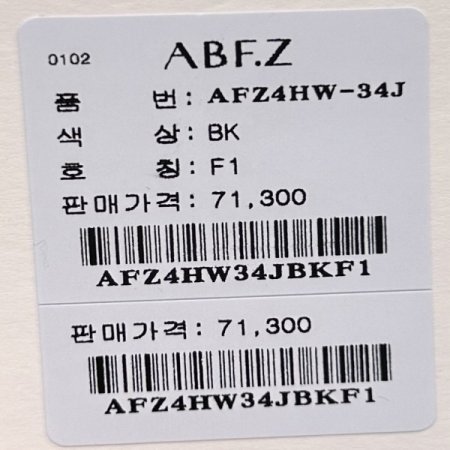 0102 ABF.Z
품 번: AFZ4HW-34J
색 상: BK
호 칭: F1
판매가격: 71,300
AFZ4HW34JBKF1
판매가격: 71,300
AFZ4HW34JBKF1